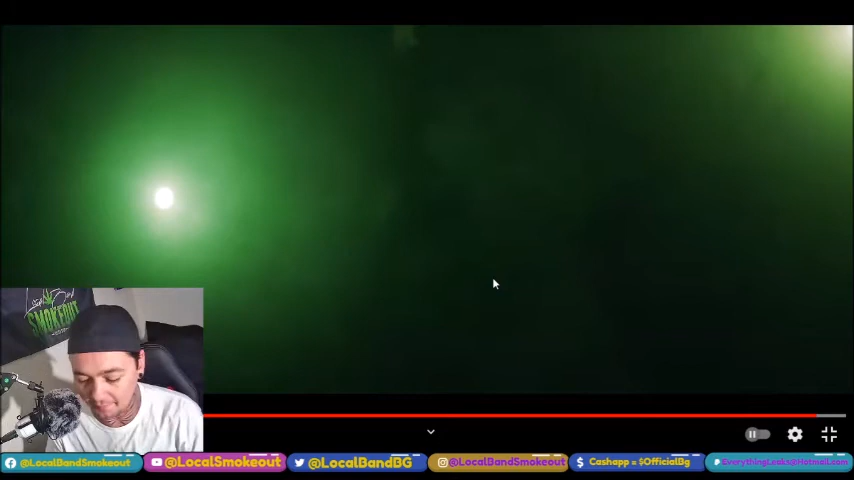 SMOKEOUT
@LocalBandSmokeout
@LocalSmokeout
@LocalBandBG
@LocalBandSmokeout
$ Cashapp = $OfficialBg
EverythingLeaks@Hotmail.com